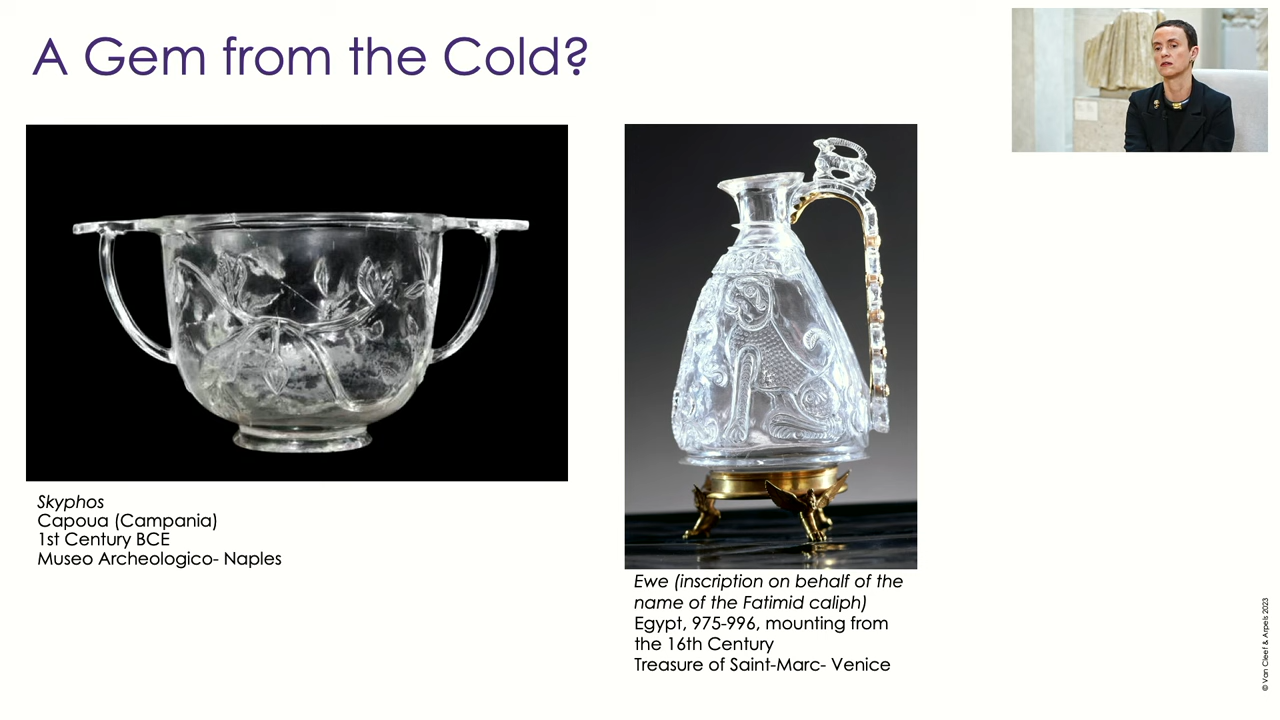 A Gem from the Cold?
Skyphos
Capoua (Campania)
1st Century BCE
Museo Archeologico- Naples
Ewe (inscription on behalf of the
name of the Fatimid caliph)
Egypt, 975-996, mounting from
the 16th Century
Treasure of Saint-Marc- Venice
© Van Cleef & Arpels 2023